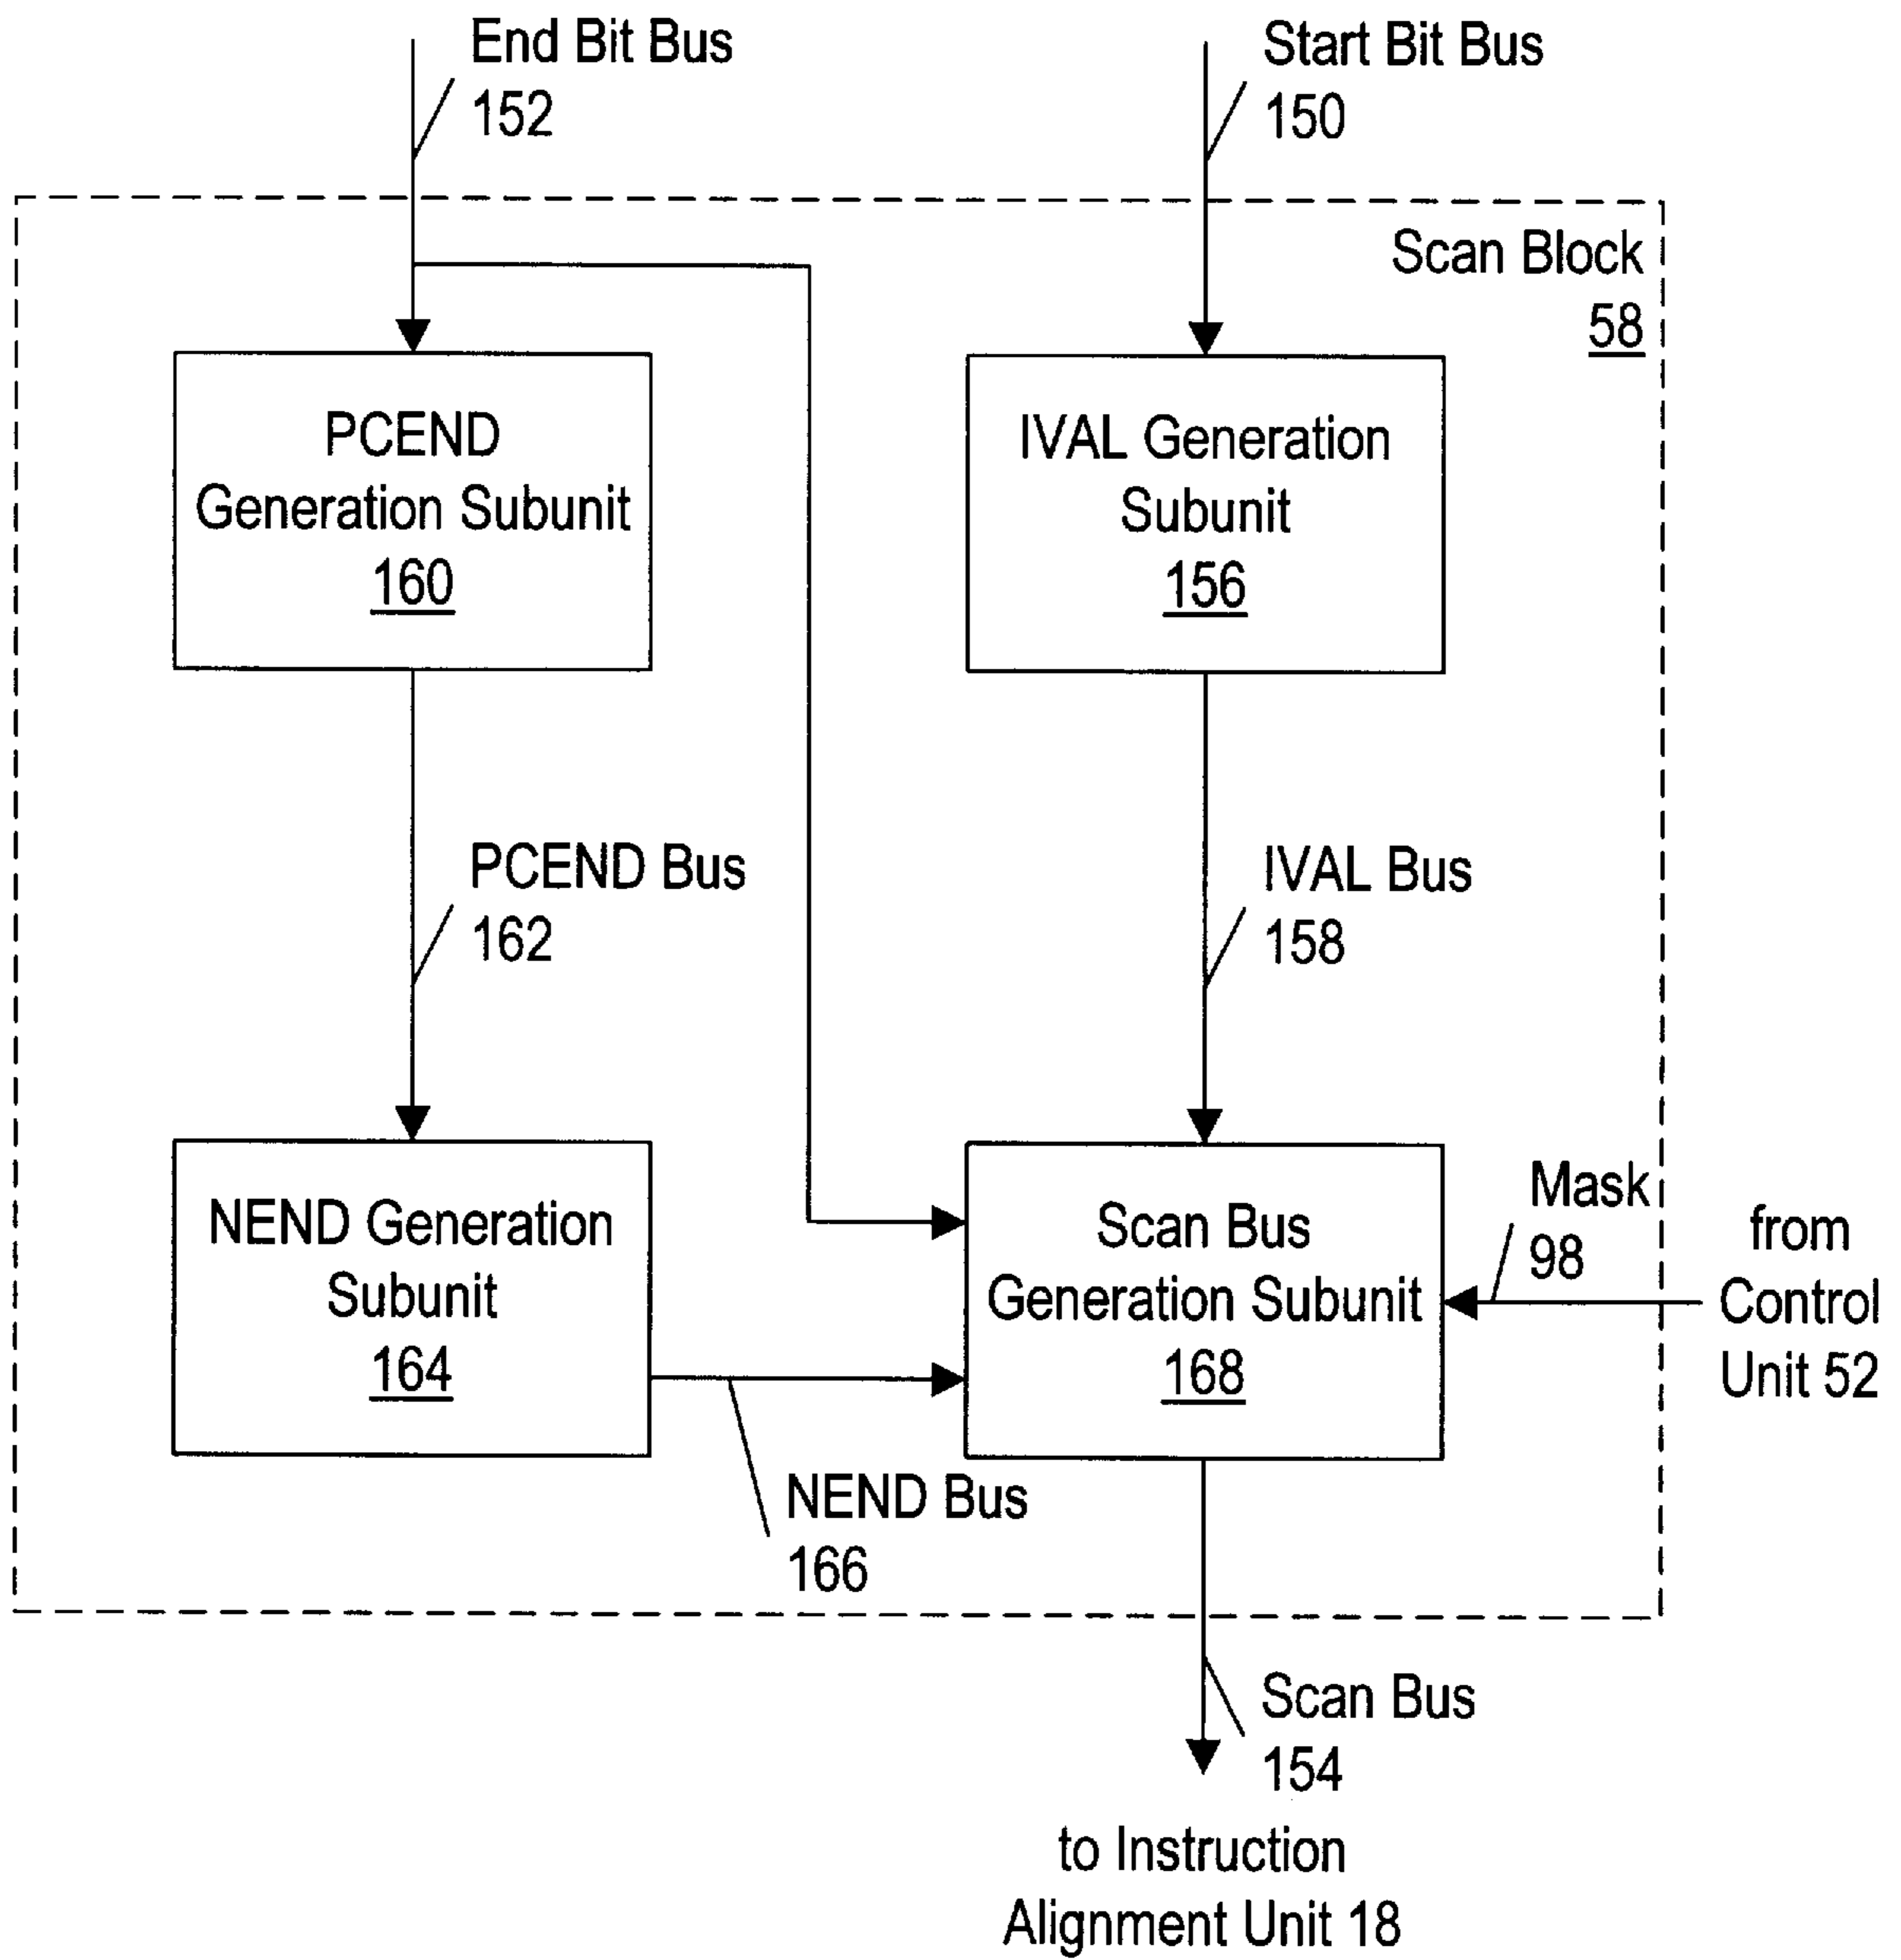 End Bit Bus
152
Start Bit Bus
150
Scan Block
58
PCEND
Generation Subunit
160
IVAL Generation
Subunit
156
PCEND Bus
162
IVAL Bus
158
NEND Generation
Subunit
164
Scan Bus
Generation Subunit
168
Mask
98
from
Control
Unit 52
NEND Bus
166
Scan Bus
154
to Instruction
Alignment Unit 18